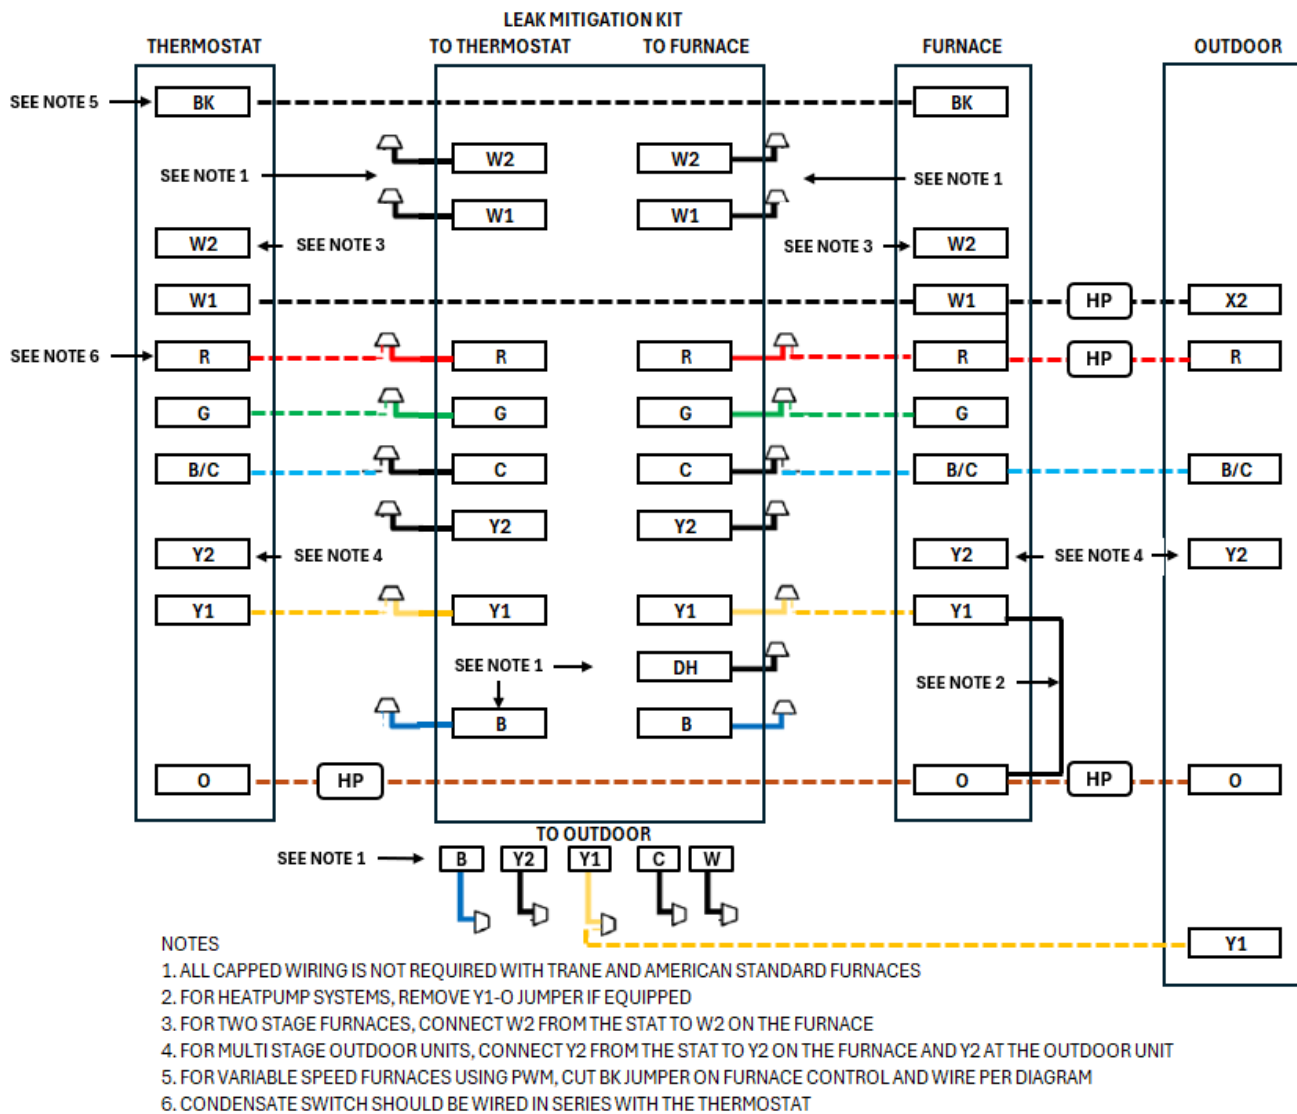 LEAK MITIGATION KIT
THERMOSTAT TO THERMOSTAT TO FURNACE FURNACE OUTDOOR
SEE NOTE 5 BK BK
W2 W2
SEE NOTE 1 SEE NOTE 1
W1 W1
W2 SEE NOTE 3 SEE NOTE 3 W2
W1 W1 HP X2
SEE NOTE 6 R R R R HP R
G G G G
B/C C C B/C B/C
Y2 Y2
Y2 SEE NOTE 4 Y2 SEE NOTE 4 Y2
Y1 Y1 Y1 Y1
SEE NOTE 1 DH
SEE NOTE 2
B B
O HP O HP O
TO OUTDOOR
SEE NOTE 1 B Y2 Y1 C W
Y1
NOTES
1. ALL CAPPED WIRING IS NOT REQUIRED WITH TRANE AND AMERICAN STANDARD FURNACES
2. FOR HEATPUMP SYSTEMS, REMOVE Y1-O JUMPER IF EQUIPPED
3. FOR TWO STAGE FURNACES, CONNECT W2 FROM THE STAT TO W2 ON THE FURNACE
4. FOR MULTI STAGE OUTDOOR UNITS, CONNECT Y2 FROM THE STAT TO Y2 ON THE FURNACE AND Y2 AT THE OUTDOOR UNIT
5. FOR VARIABLE SPEED FURNACES USING PWM, CUT BK JUMPER ON FURNACE CONTROL AND WIRE PER DIAGRAM
6. CONDENSATE SWITCH SHOULD BE WIRED IN SERIES WITH THE THERMOSTAT